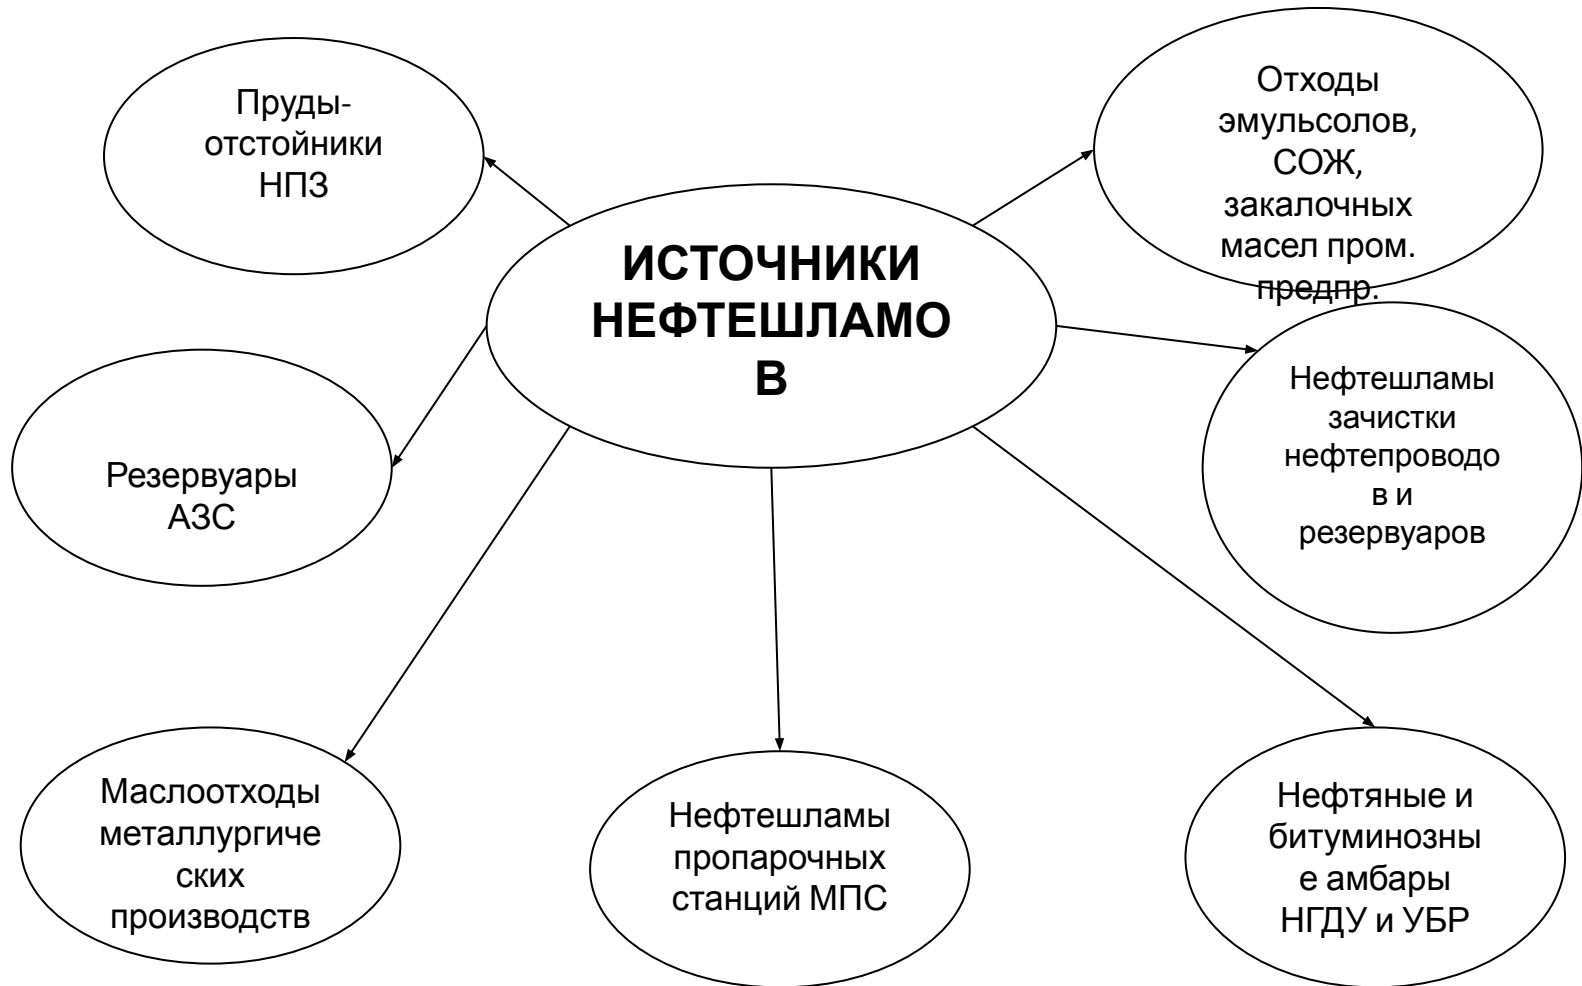 Пруды-
отстойники
НПЗ
Отходы
эмульсолов,
СОЖ,
закалочных
масел пром.
предпр.
ИСТОЧНИКИ
НЕФТЕШЛАМО
В
Нефтешламы
зачистки
нефтепроводо
в и
резервуаров
Резервуары
АЗС
Маслоотходы
металлургиче
ских
производств
Нефтешламы
пропарочных
станций МПС
Нефтяные и
битуминозны
е амбары
НГДУ и УБР